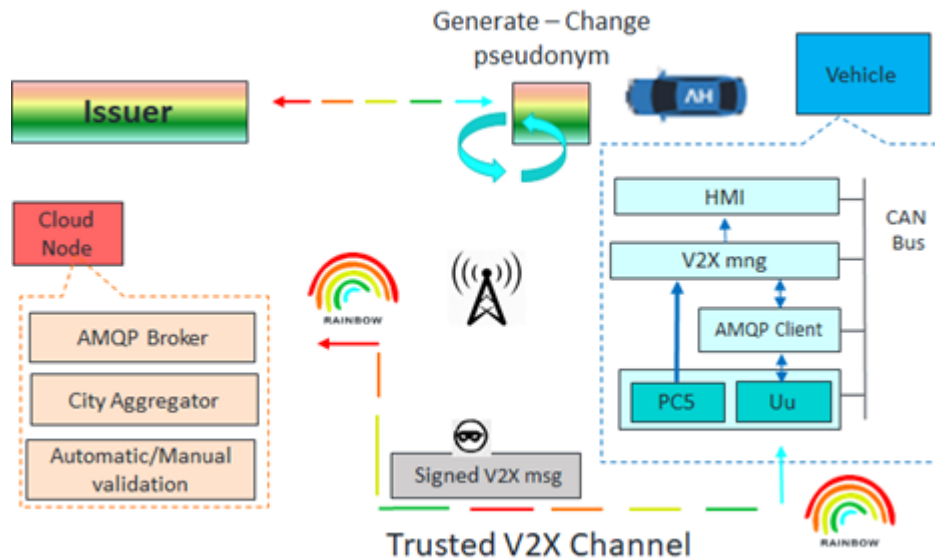 Generate – Change
pseudonym
Issuer
Vehicle
Cloud
Node
HMI
CAN
Bus
V2X mng
RAINBOW
AMQP Broker
AMQP Client
City Aggregator
PC5
Uu
Automatic/Manual
validation
Signed V2X msg
RAINBOW
Trusted V2X Channel